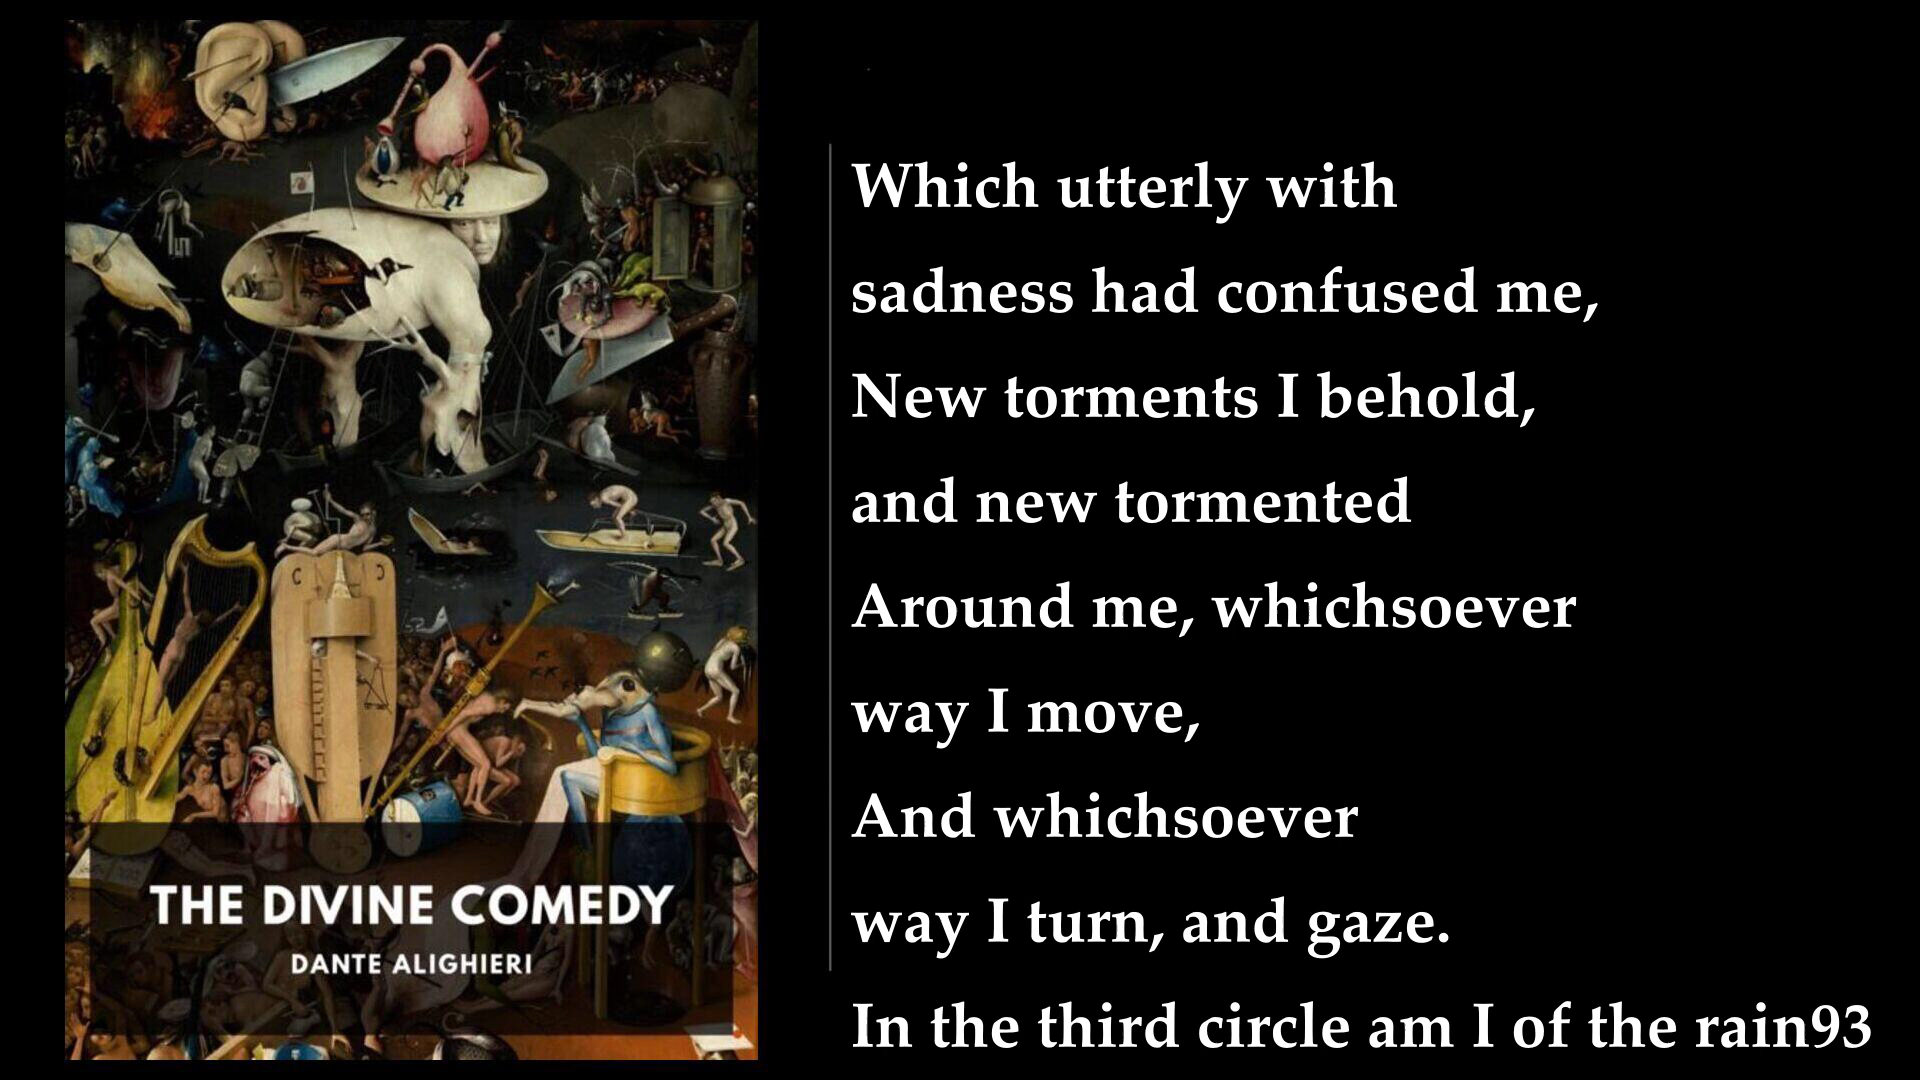 THE DIVINE COMEDY
DANTE ALIGHIERI
Which utterly with
sadness had confused me,
New torments I behold,
and new tormented
Around me, whichsoever
way I move,
And whichsoever
way I turn, and gaze.
In the third circle am I of the rain93